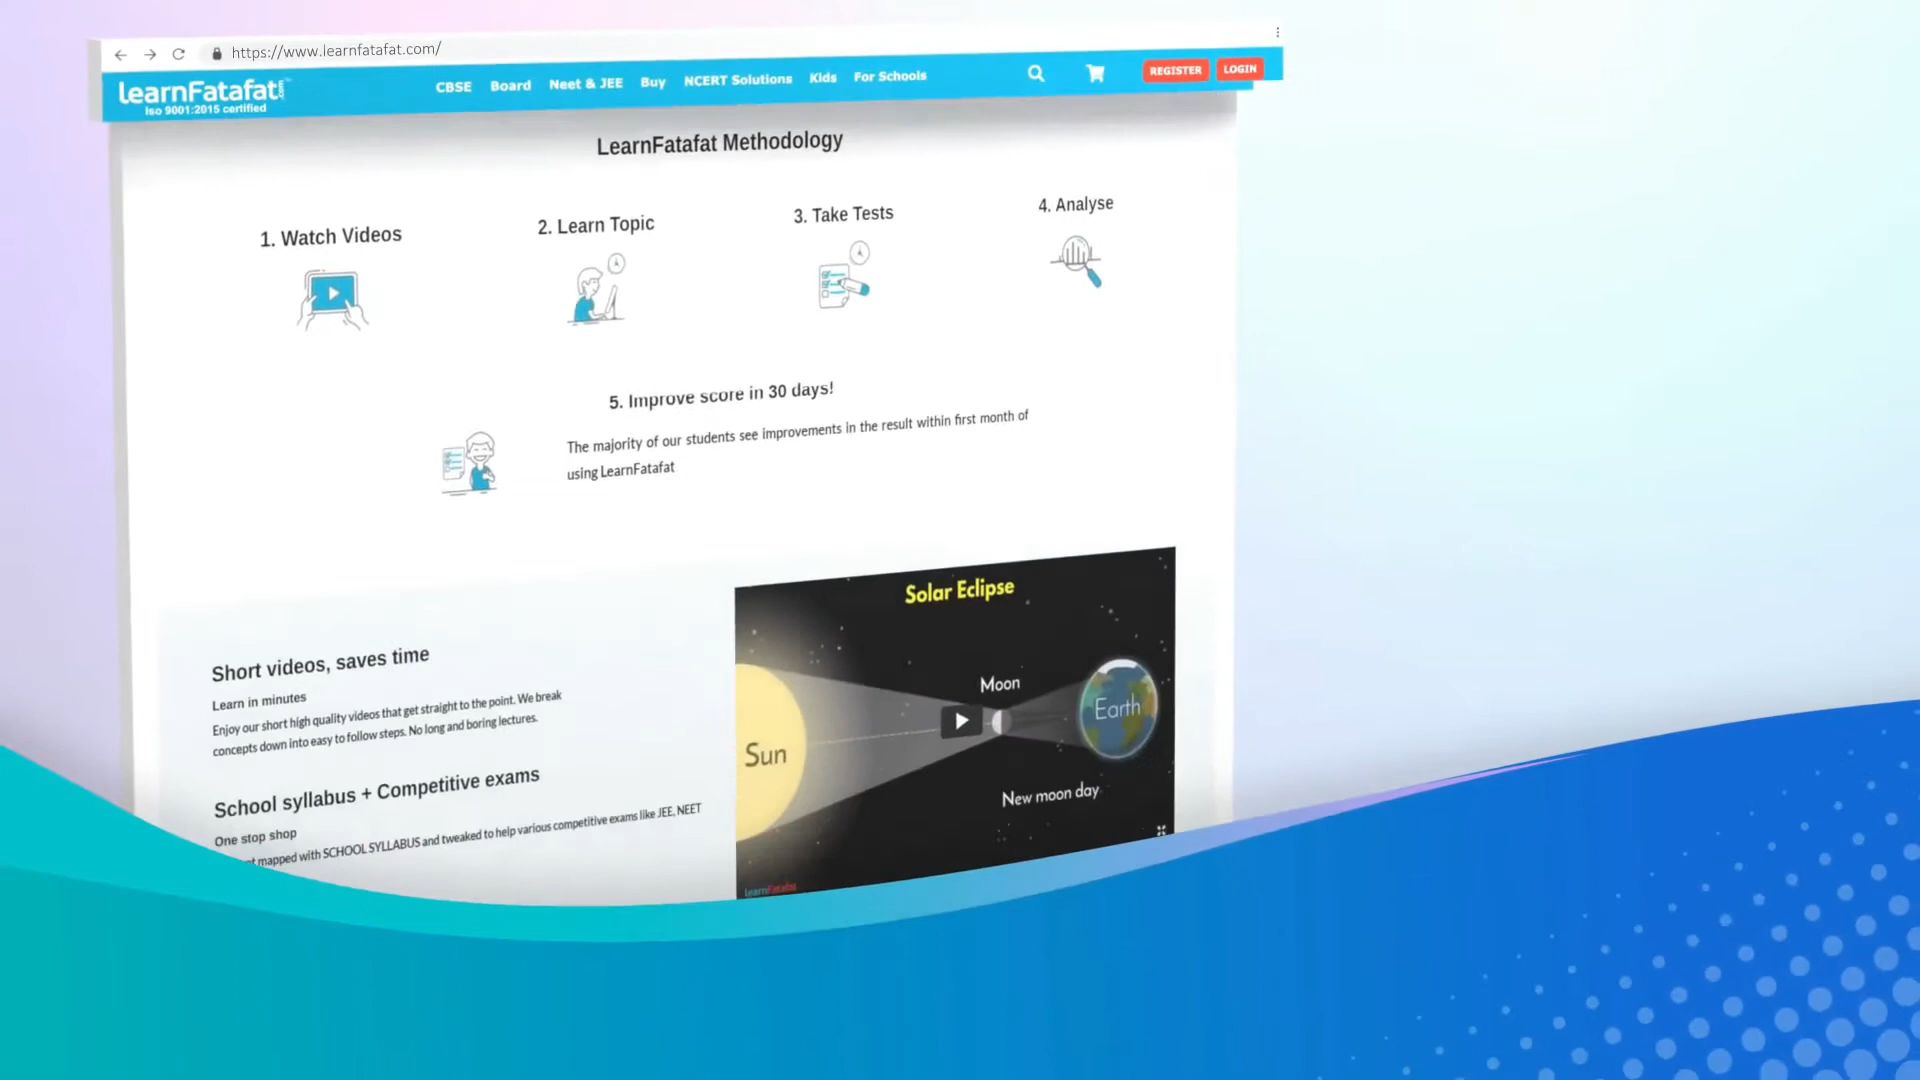 https://www.learnfatafat.com/
learnFatafat.com™
Iso 9001:2015 certified
CBSE Board Neet & JEE Buy NCERT Solutions Kids For Schools REGISTER LOGIN
LearnFatafat Methodology
1. Watch Videos
2. Learn Topic
3. Take Tests
4. Analyse
5. Improve score in 30 days!
The majority of our students see improvements in the result within first month of
using LearnFatafat
Short videos, saves time
Learn in minutes
Enjoy our short high quality videos that get straight to the point. We break
concepts down into easy to follow steps. No long and boring lectures.
School syllabus + Competitive exams
One stop shop
mapped with SCHOOL SYLLABUS and tweaked to help various competitive exams like JEE, NEET
Solar Eclipse
Moon
Earth
Sun
New moon day
learnFatafat